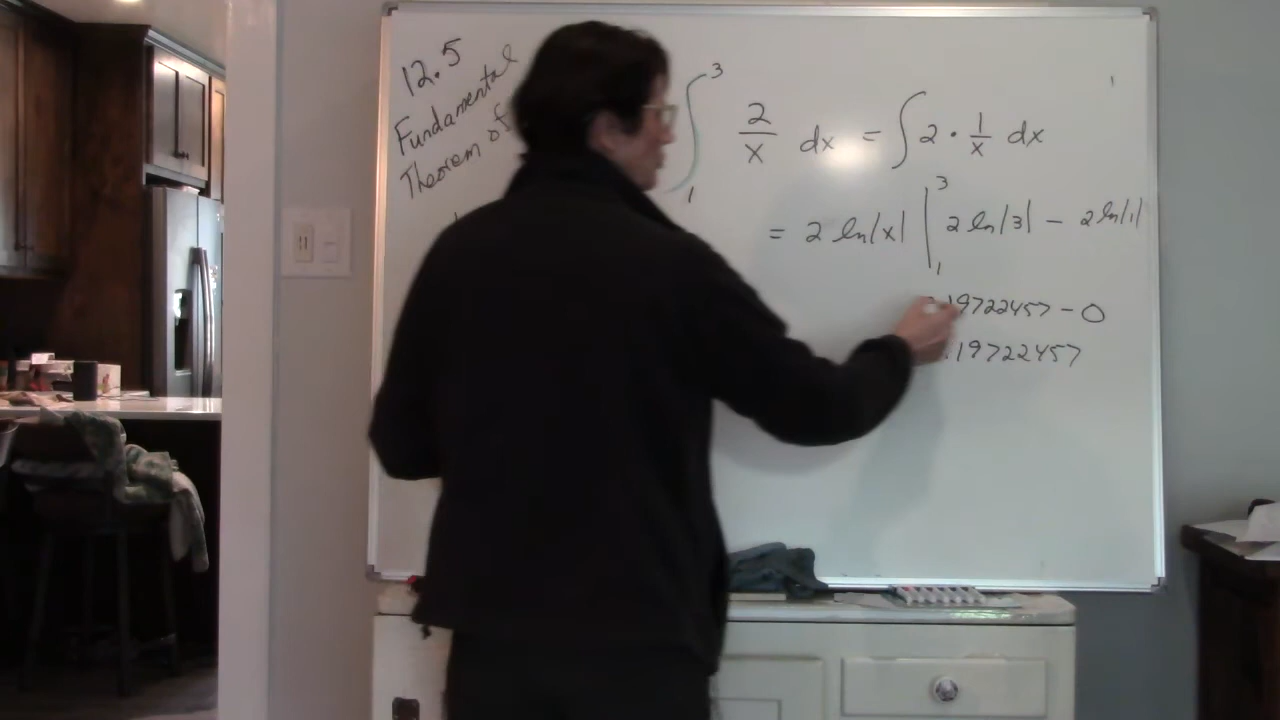 12.5
Fundamental
Theorem of
∫₁³ 2/x dx = ∫ 2 · 1/x dx
= 2 ln|x| |₁³ 2 ln|3| − 2 ln|1|
19722457 − 0
.19722457